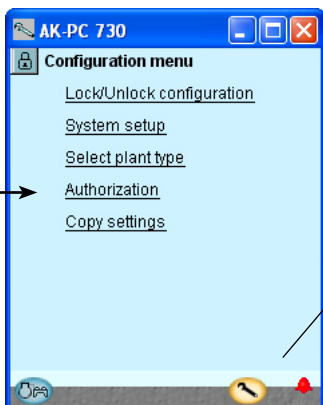 AK-PC 730
Configuration menu
Lock/Unlock configuration
System setup
Select plant type
Authorization
Copy settings